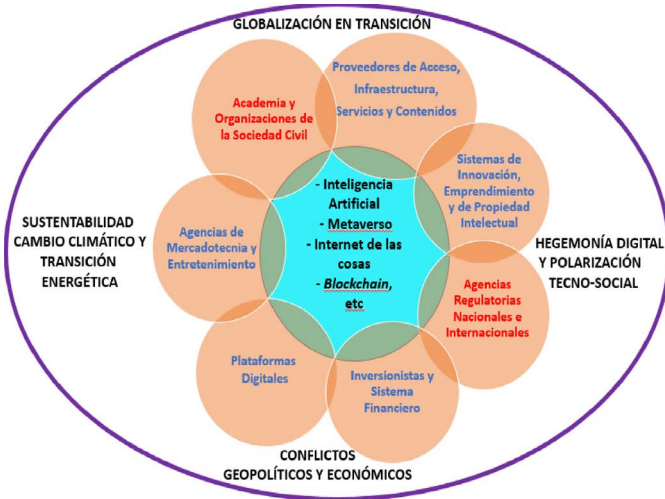 GLOBALIZACIÓN EN TRANSICIÓN
Proveedores de Acceso,
Infraestructura,
Servicios y Contenidos
Academia y
Organizaciones de
la Sociedad Civil
Sistemas de
Innovación,
Emprendimiento
y de Propiedad
Intelectual
- Inteligencia
Artificial
- Metaverso
- Internet de las
cosas
- Blockchain,
etc
Agencias de
Mercadotecnia y
Entretenimiento
SUSTENTABILIDAD
CAMBIO CLIMÁTICO Y
TRANSICIÓN
ENERGÉTICA
HEGEMONÍA DIGITAL
Y POLARIZACIÓN
TECNO-SOCIAL
Agencias
Regulatorias
Nacionales e
Internacionales
Plataformas
Digitales
Inversionistas y
Sistema
Financiero
CONFLICTOS
GEOPOLÍTICOS Y ECONÓMICOS